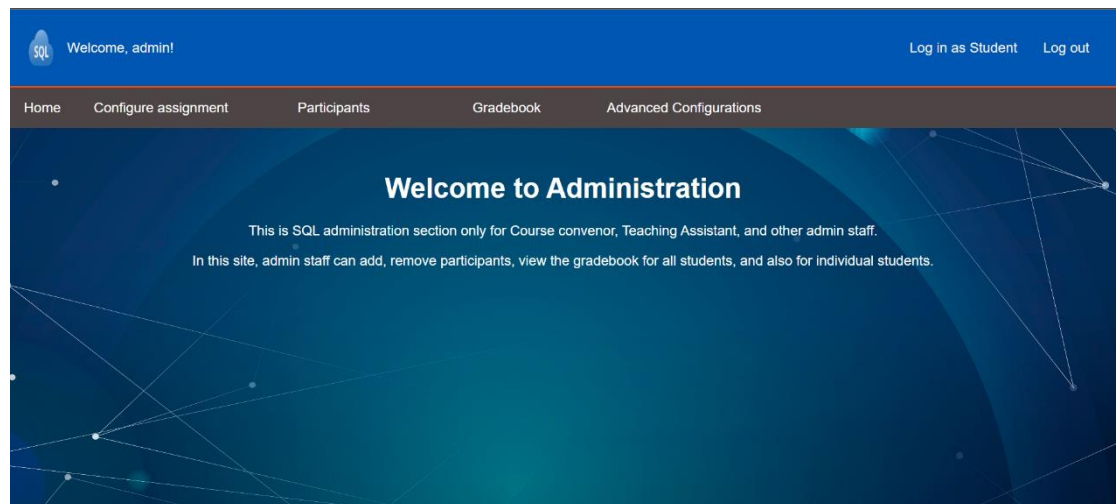 SQL
Welcome, admin!
Log in as Student
Log out
Home
Configure assignment
Participants
Gradebook
Advanced Configurations
Welcome to Administration
This is SQL administration section only for Course convenor, Teaching Assistant, and other admin staff.
In this site, admin staff can add, remove participants, view the gradebook for all students, and also for individual students.